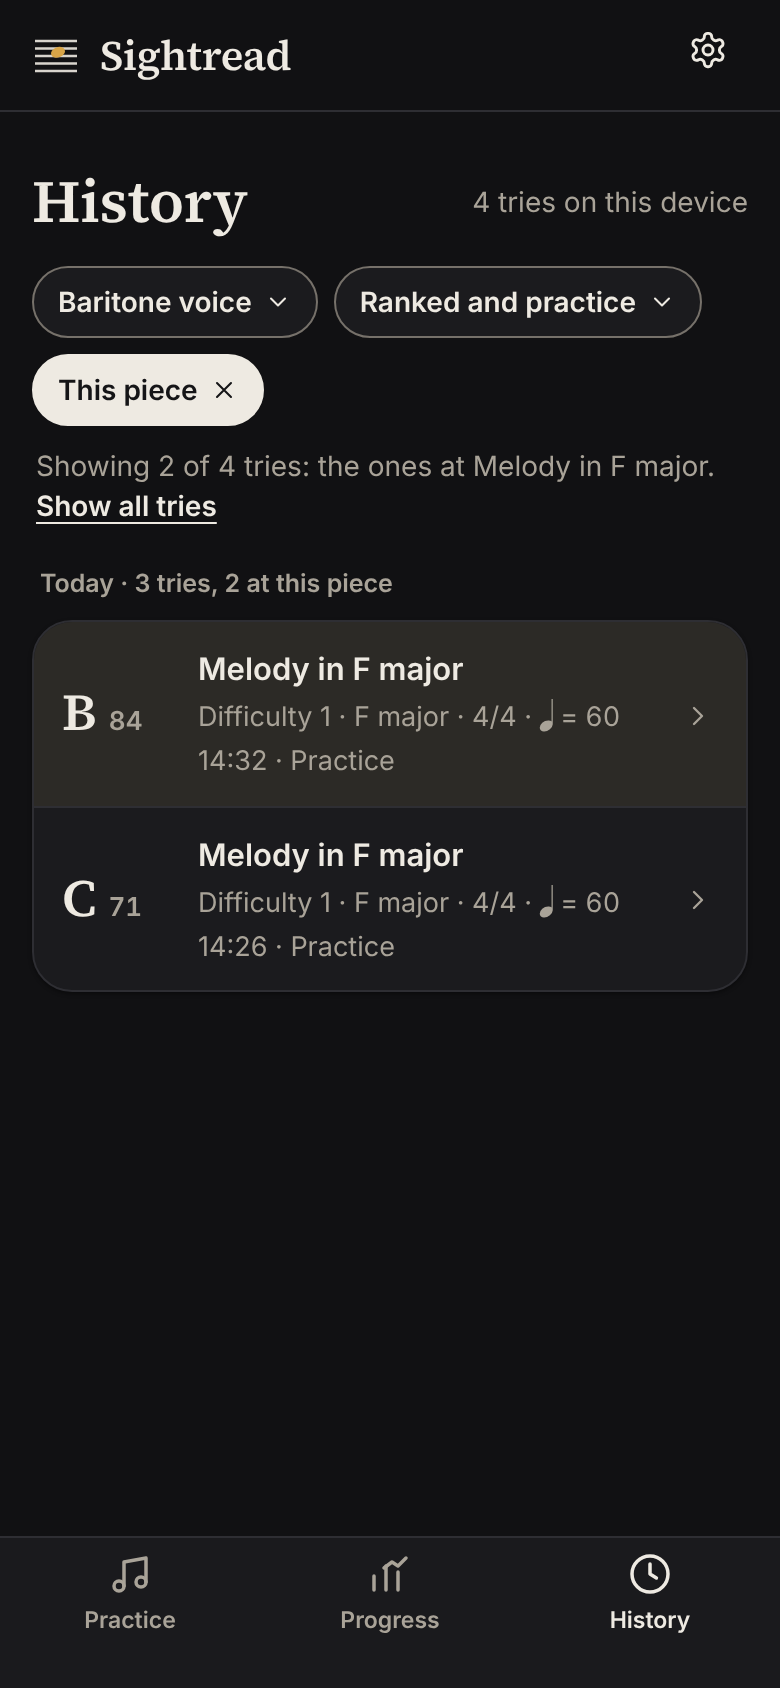 Sightread
History
4 tries on this device
Baritone voice
Ranked and practice
This piece
Showing 2 of 4 tries: the ones at Melody in F major.
Show all tries
Today · 3 tries, 2 at this piece
Melody in F major
B 84
Difficulty 1 · F major · 4/4 · ♩ = 60
14:32 · Practice
Melody in F major
C 71
Difficulty 1 · F major · 4/4 · ♩ = 60
14:26 · Practice
Practice
Progress
History